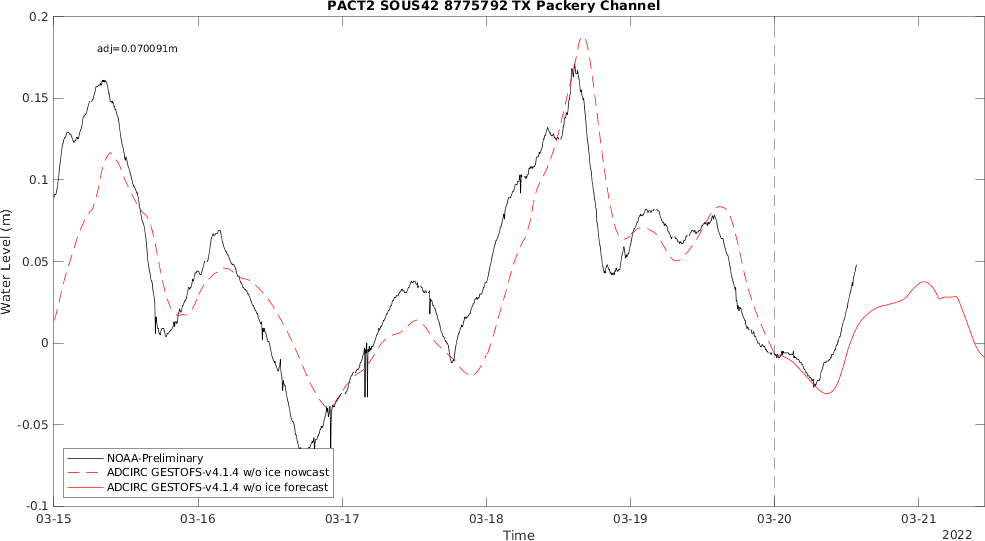 PACT2 SOUS42 8775792 TX Packery Channel
adj=0.070091m
0.2
0.15
0.1
0.05
0
-0.05
-0.1
Water Level (m)
NOAA-Preliminary
ADCIRC GESTOFS-v4.1.4 w/o ice nowcast
ADCIRC GESTOFS-v4.1.4 w/o ice forecast
03-15 03-16 03-17 03-18 03-19 03-20 03-21
Time
2022